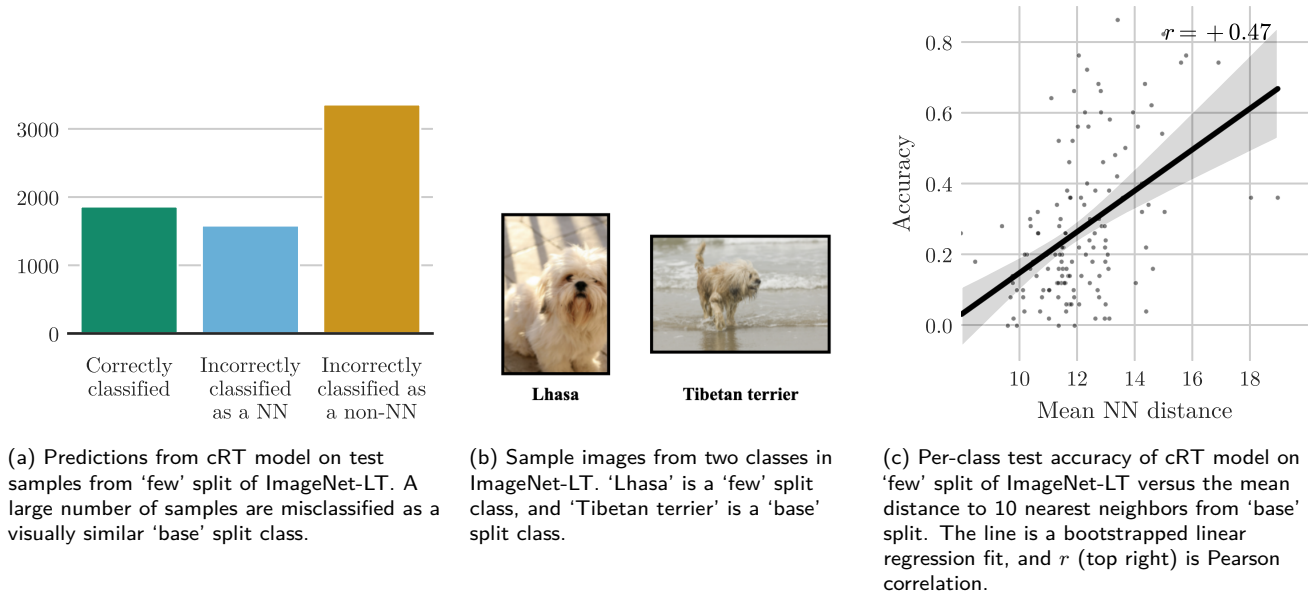 3000
2000
1000
0
Correctly
classified
Incorrectly
classified
as a NN
Incorrectly
classified as
a non-NN
(a) Predictions from cRT model on test
samples from ‘few’ split of ImageNet-LT. A
large number of samples are misclassified as a
visually similar ‘base’ split class.
Lhasa
Tibetan terrier
(b) Sample images from two classes in
ImageNet-LT. ‘Lhasa’ is a ‘few’ split
class, and ‘Tibetan terrier’ is a ‘base’
split class.
r = +0.47
Accuracy
0.8
0.6
0.4
0.2
0.0
10 12 14 16 18
Mean NN distance
(c) Per-class test accuracy of cRT model on
‘few’ split of ImageNet-LT versus the mean
distance to 10 nearest neighbors from ‘base’
split. The line is a bootstrapped linear
regression fit, and r (top right) is Pearson
correlation.